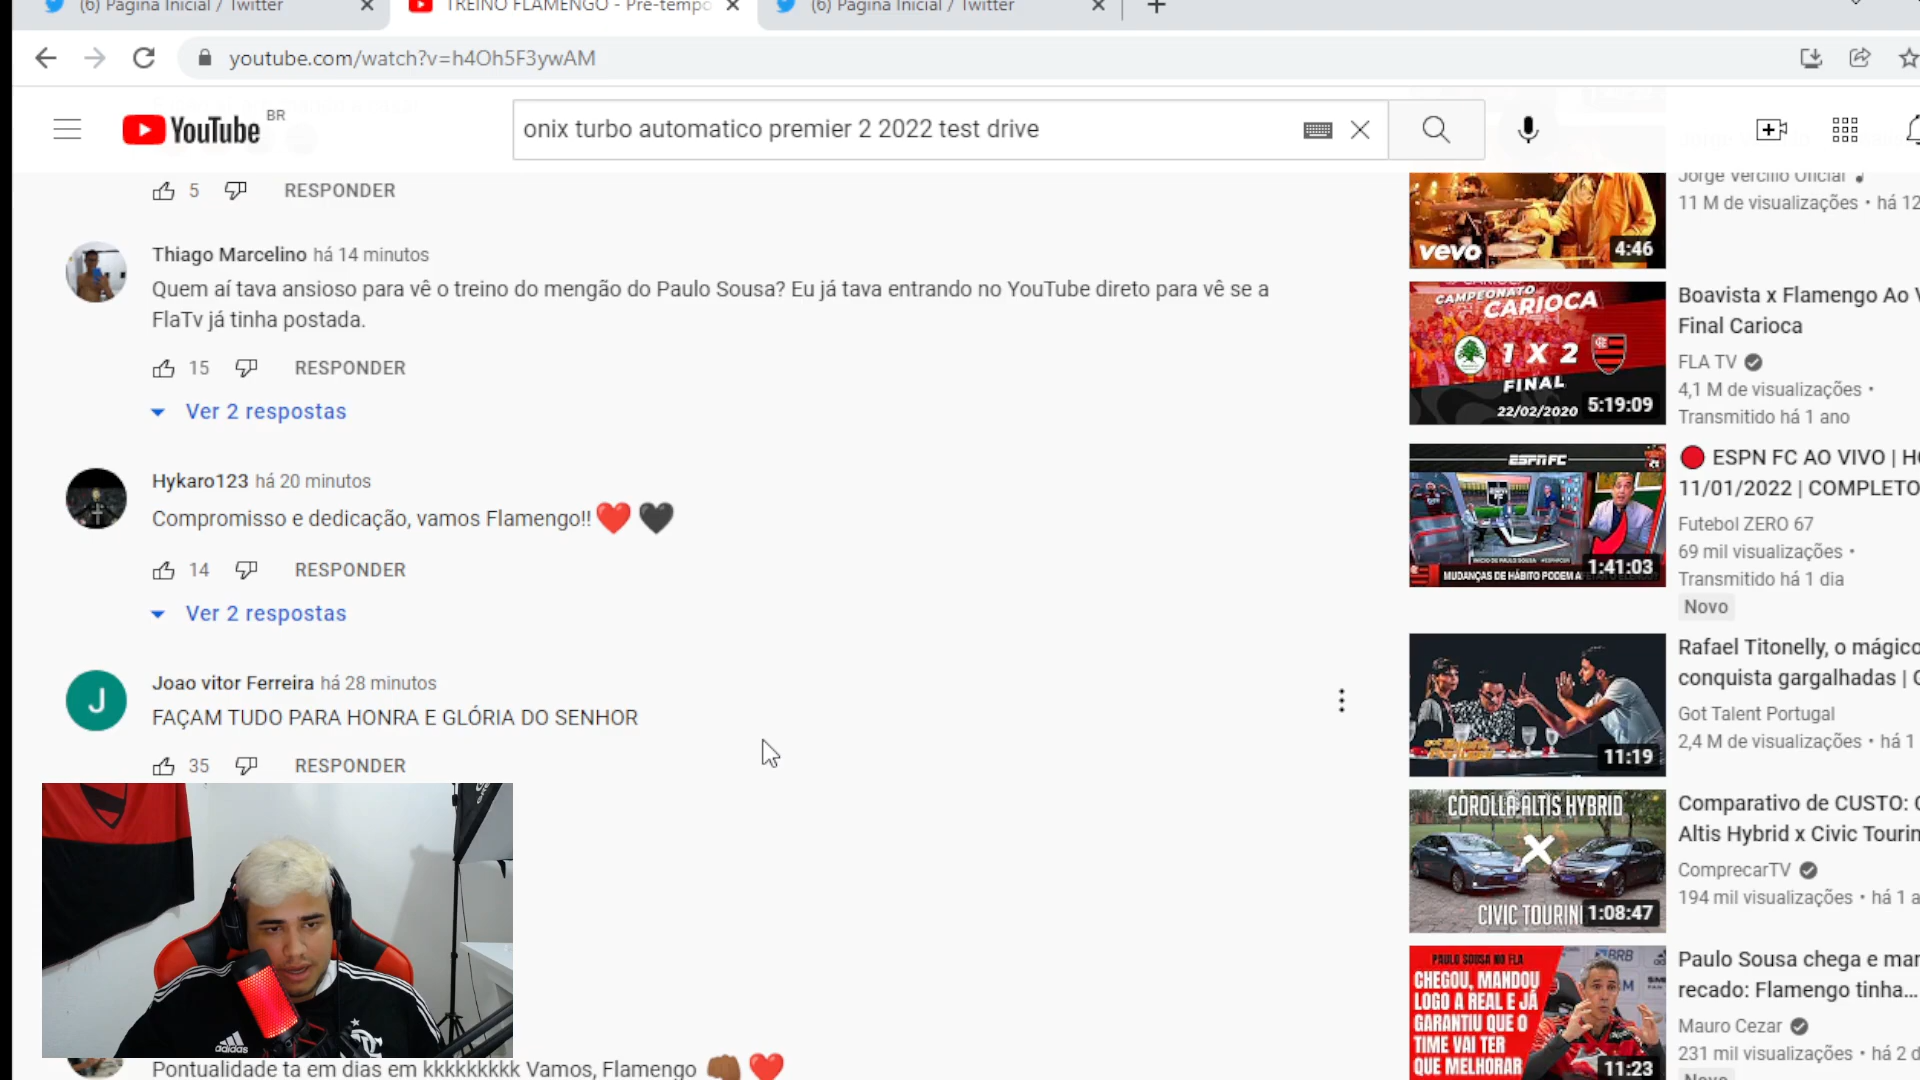 (6) Página Inicial / Twitter
TREINO FLAMENGO - Pré-tempo
(6) Página Inicial / Twitter
youtube.com/watch?v=h4Oh5F3ywAM
YouTube BR
onix turbo automatico premier 2 2022 test drive
5 RESPONDER
Thiago Marcelino há 14 minutos
Quem aí tava ansioso para vê o treino do mengão do Paulo Sousa? Eu já tava entrando no YouTube direto para vê se a
FlaTv já tinha postada.
15 RESPONDER
Ver 2 respostas
Hykaro123 há 20 minutos
Compromisso e dedicação, vamos Flamengo!! ❤️ 🖤
14 RESPONDER
Ver 2 respostas
Joao vitor Ferreira há 28 minutos
J
FAÇAM TUDO PARA HONRA E GLÓRIA DO SENHOR
35 RESPONDER
adidas
Pontualidade ta em dias em kkkkkkkkk Vamos, Flamengo
vevo
4:46
Jorge Vercillo Oficial
11 M de visualizações • há 12
CAMPEONATO
CARIOCA
1 X 2
FINAL
22/02/2020
5:19:09
Boavista x Flamengo Ao V
Final Carioca
FLA TV
4,1 M de visualizações •
Transmitido há 1 ano
ESPN FC
MUDANÇAS DE HÁBITO PODEM A
1:41:03
🔴 ESPN FC AO VIVO | H
11/01/2022 | COMPLETO
Futebol ZERO 67
69 mil visualizações •
Transmitido há 1 dia
Novo
11:19
Rafael Titonelly, o mágico
conquista gargalhadas | G
Got Talent Portugal
2,4 M de visualizações • há 1
COROLLA ALTIS HYBRID
X
CIVIC TOURIN
1:08:47
Comparativo de CUSTO: C
Altis Hybrid x Civic Tourin
ComprecarTV
194 mil visualizações • há 1 a
PAULO SOUSA NO FLA
CHEGOU, MANDOU
LOGO A REAL E JÁ
GARANTIU QUE O
TIME VAI TER
QUE MELHORAR
BRB
11:23
Paulo Sousa chega e mar
recado: Flamengo tinha...
Mauro Cezar
231 mil visualizações • há 2 d
Novo